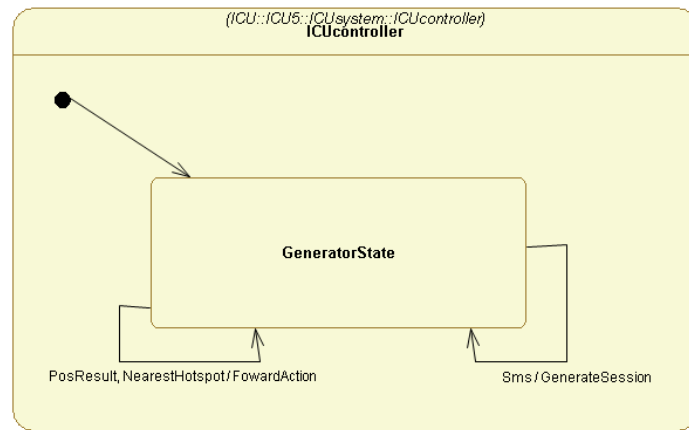 (ICU::ICU5::ICUsystem::ICUcontroller)
ICUcontroller
GeneratorState
PosResult, NearestHotspot / FowardAction
Sms / GenerateSession